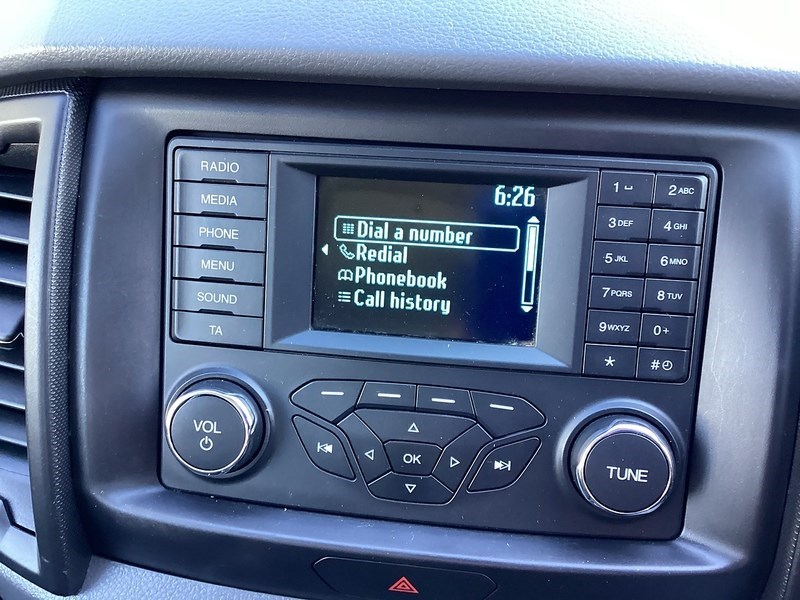 RADIO
MEDIA
PHONE
MENU
SOUND
TA
6:26
Dial a number
Redial
Phonebook
Call history
1
2 ABC
3 DEF
4 GHI
5 JKL
6 MNO
7 PQRS
8 TUV
9 WXYZ
0 +
*
#
VOL
OK
TUNE